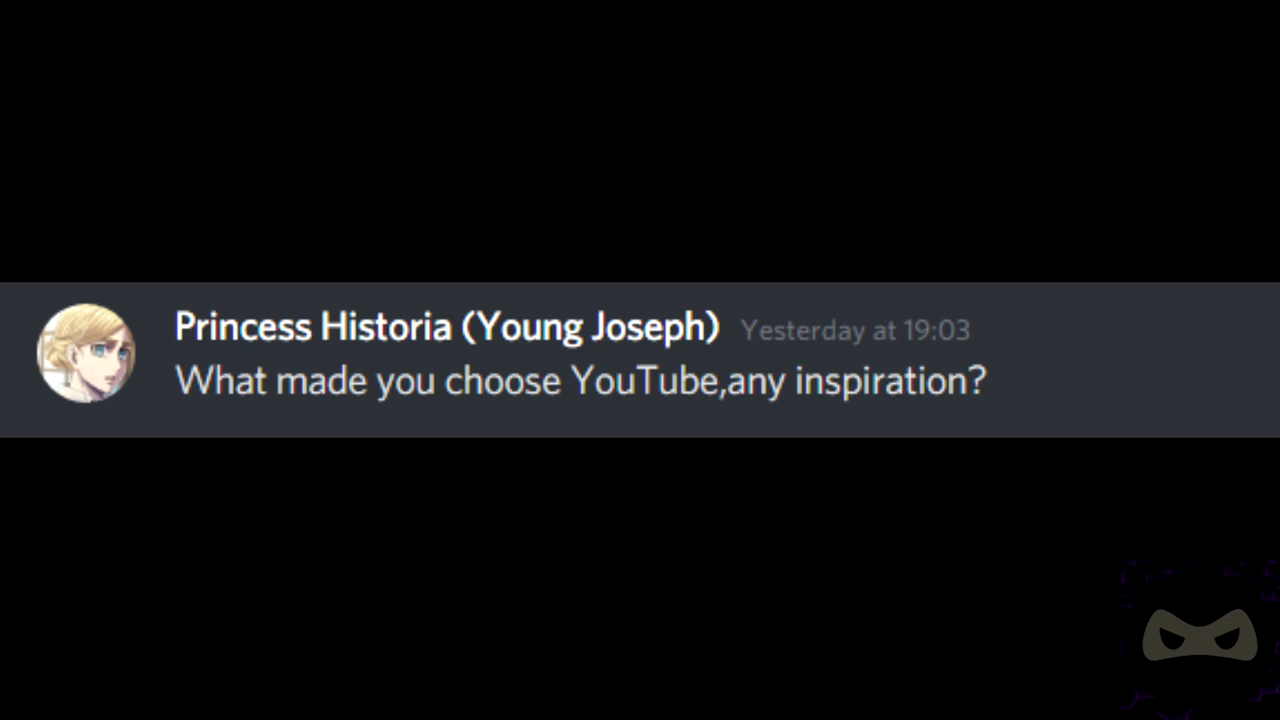 Princess Historia (Young Joseph) Yesterday at 19:03
What made you choose YouTube,any inspiration?